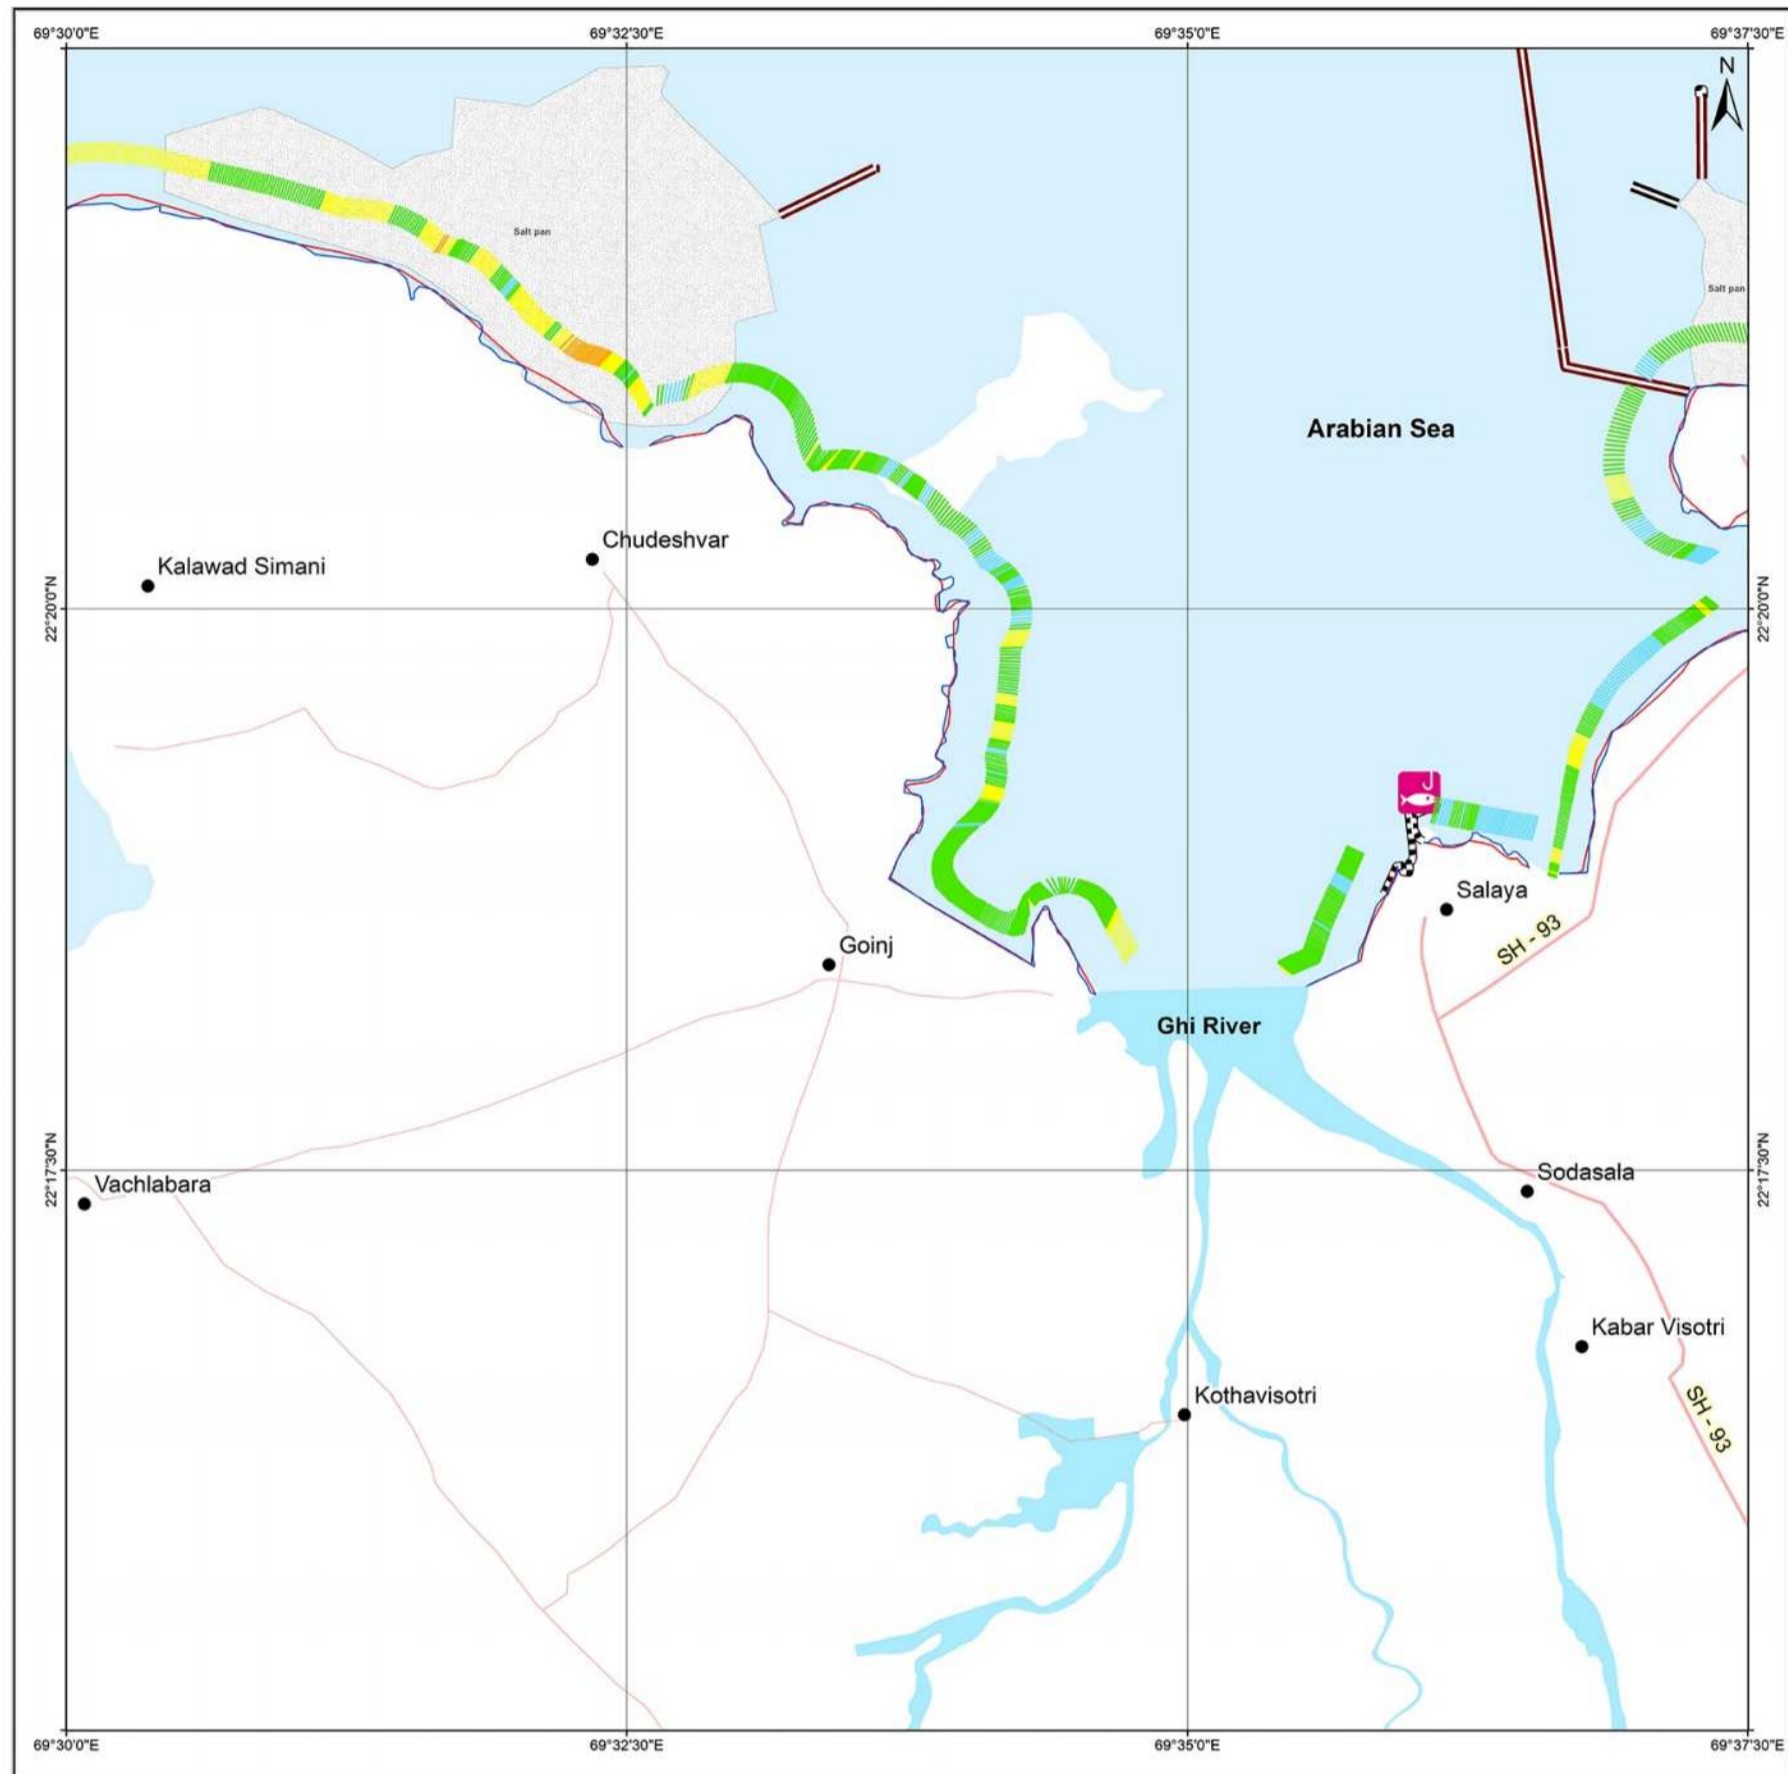 69°30'0"E
69°32'30"E
69°35'0"E
69°37'30"E
N
Salt pan
Salt pan
Arabian Sea
Chudeshvar
Kalawad Simani
22°20'0"N
22°20'0"N
Salaya
SH - 93
Goinj
Ghi River
22°17'30"N
22°17'30"N
Sodasala
Vachlabara
Kabar Visotri
Kothavisotri
SH - 93
69°30'0"E
69°32'30"E
69°35'0"E
69°37'30"E